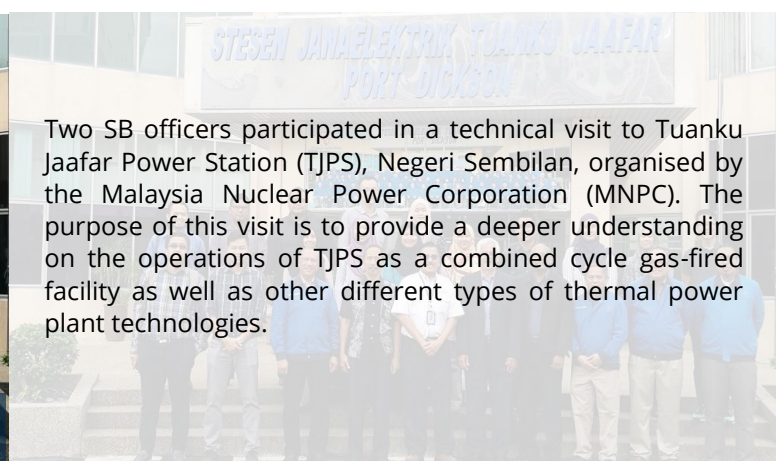 STESEN JANAELEKTRIK TUANKU JAAFAR
PORT DICKSON
Two SB officers participated in a technical visit to Tuanku
Jaafar Power Station (TJPS), Negeri Sembilan, organised by
the Malaysia Nuclear Power Corporation (MNPC). The
purpose of this visit is to provide a deeper understanding
on the operations of TJPS as a combined cycle gas-fired
facility as well as other different types of thermal power
plant technologies.